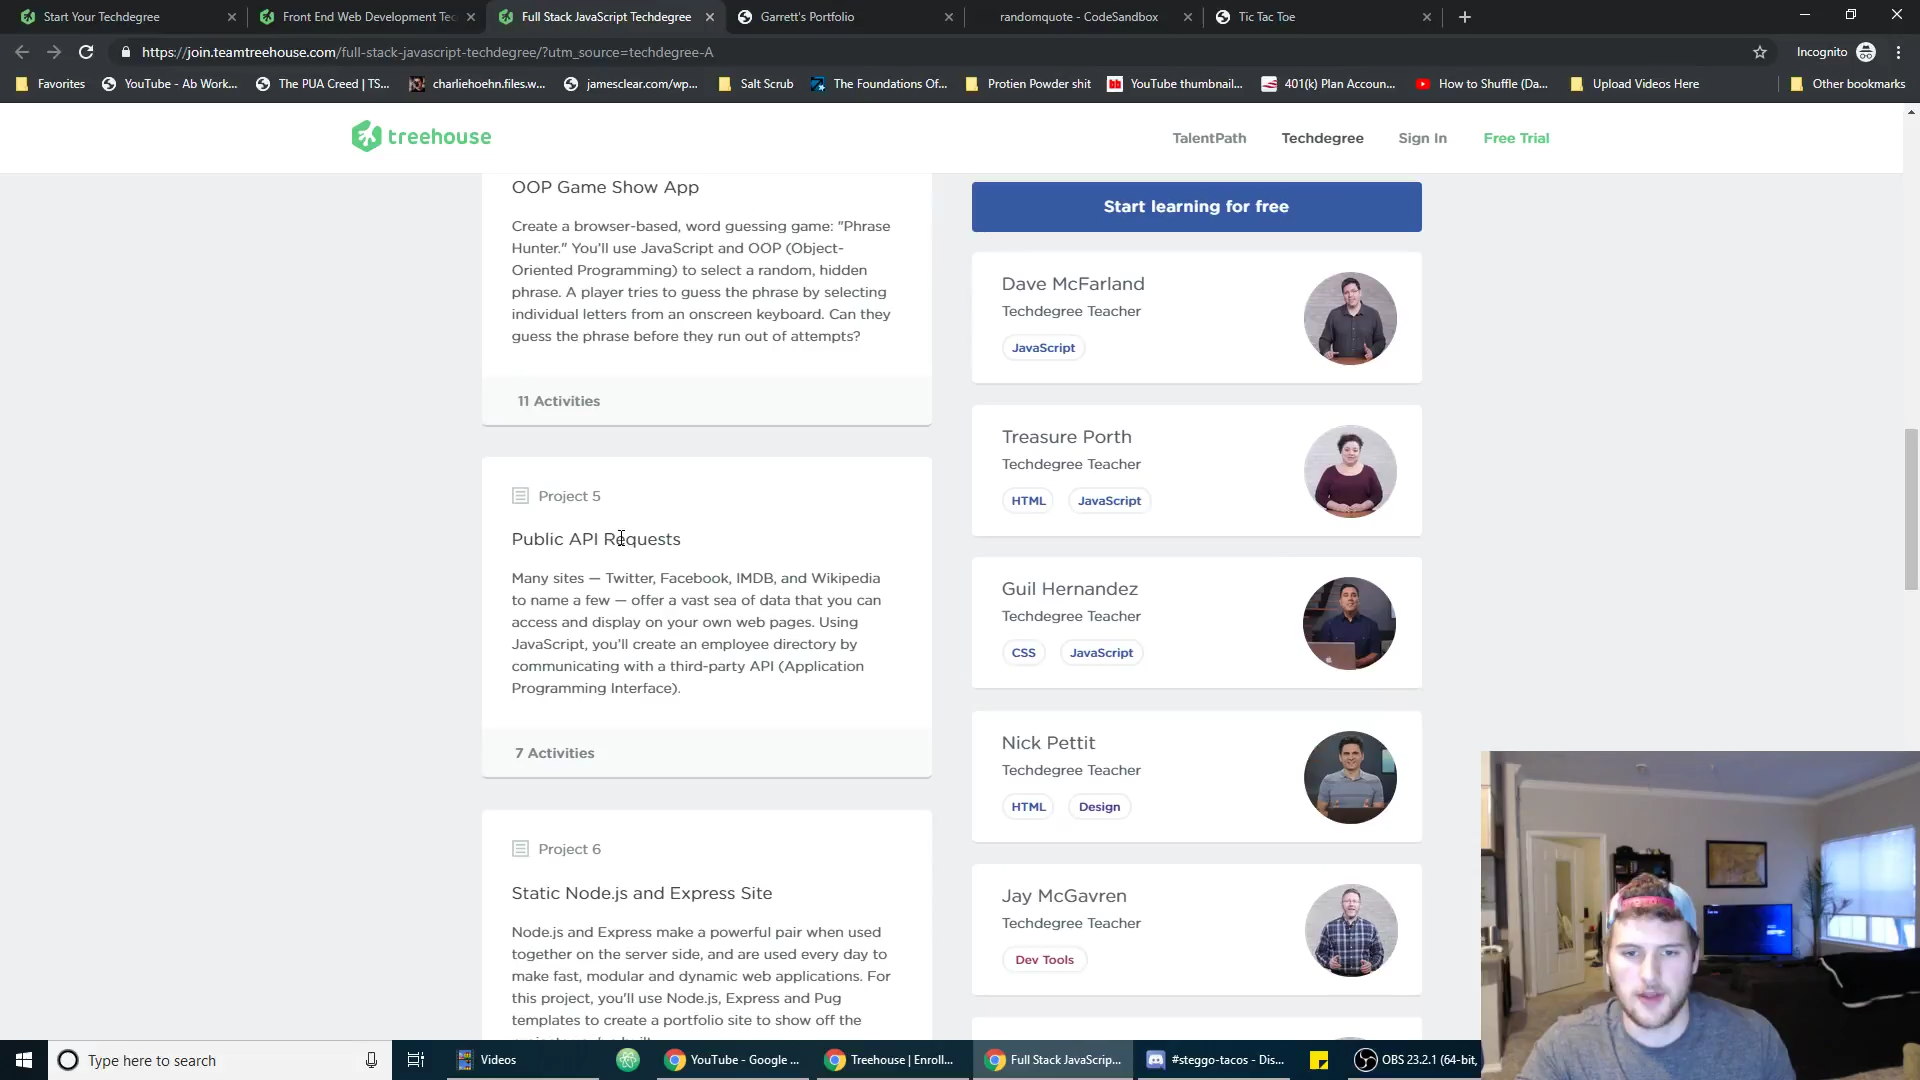 Start Your Techdegree
Front End Web Development Tec
Full Stack JavaScript Techdegree
Garrett's Portfolio
randomquote - CodeSandbox
Tic Tac Toe
https://join.teamtreehouse.com/full-stack-javascript-techdegree/?utm_source=techdegree-A
Incognito
Favorites
YouTube - Ab Work...
The PUA Creed | TS...
charliehoehn.files.w...
jamesclear.com/wp...
Salt Scrub
The Foundations Of...
Protien Powder shit
YouTube thumbnail...
401(k) Plan Accoun...
How to Shuffle (Da...
Upload Videos Here
Other bookmarks
treehouse
TalentPath
Techdegree
Sign In
Free Trial
OOP Game Show App
Create a browser-based, word guessing game: "Phrase
Hunter." You'll use JavaScript and OOP (Object-
Oriented Programming) to select a random, hidden
phrase. A player tries to guess the phrase by selecting
individual letters from an onscreen keyboard. Can they
guess the phrase before they run out of attempts?
11 Activities
Project 5
Public API Requests
Many sites — Twitter, Facebook, IMDB, and Wikipedia
to name a few — offer a vast sea of data that you can
access and display on your own web pages. Using
JavaScript, you'll create an employee directory by
communicating with a third-party API (Application
Programming Interface).
7 Activities
Project 6
Static Node.js and Express Site
Node.js and Express make a powerful pair when used
together on the server side, and are used every day to
make fast, modular and dynamic web applications. For
this project, you'll use Node.js, Express and Pug
templates to create a portfolio site to show off the
Start learning for free
Dave McFarland
Techdegree Teacher
JavaScript
Treasure Porth
Techdegree Teacher
HTML
JavaScript
Guil Hernandez
Techdegree Teacher
CSS
JavaScript
Nick Pettit
Techdegree Teacher
HTML
Design
Jay McGavren
Techdegree Teacher
Dev Tools
Type here to search
Videos
YouTube - Google ...
Treehouse | Enroll...
Full Stack JavaScrip...
#steggo-tacos - Dis...
OBS 23.2.1 (64-bit,